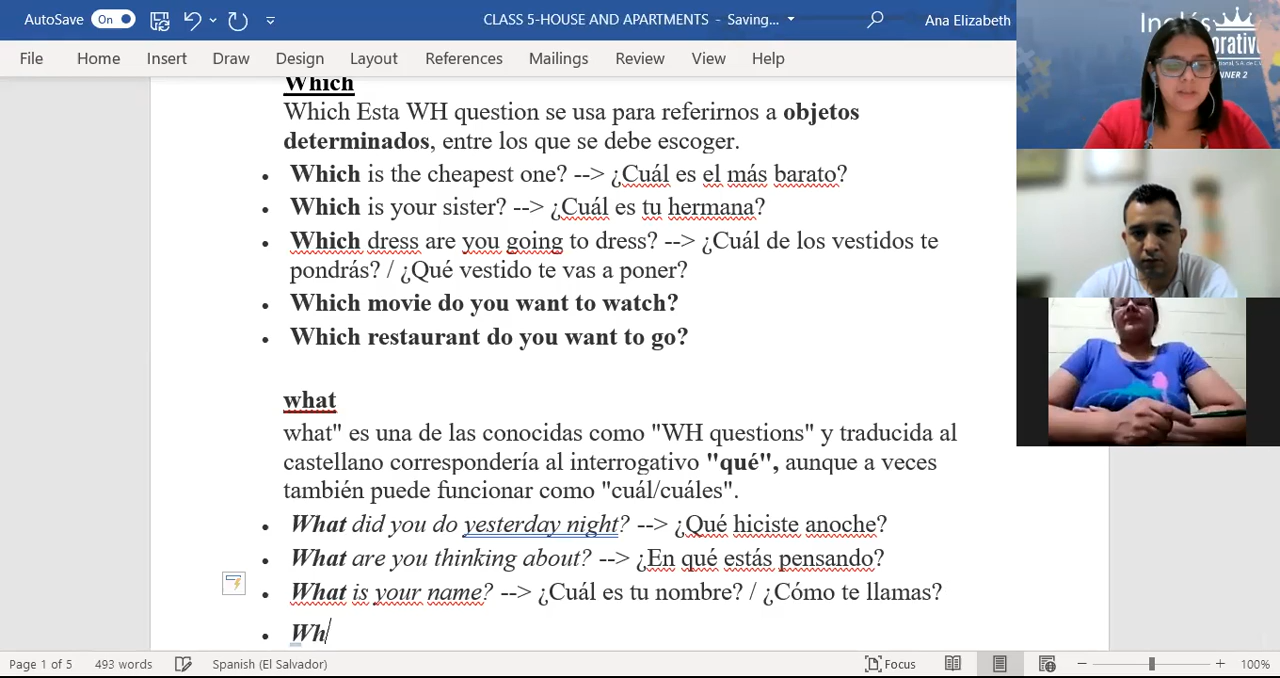 AutoSave On CLASS 5-HOUSE AND APARTMENTS - Saving... Ana Elizabeth
File Home Insert Draw Design Layout References Mailings Review View Help
Inglés
orativo
NNER 2
Which
Which Esta WH question se usa para referirnos a objetos
determinados, entre los que se debe escoger.
• Which is the cheapest one? --> ¿Cuál es el más barato?
• Which is your sister? --> ¿Cuál es tu hermana?
• Which dress are you going to dress? --> ¿Cuál de los vestidos te
pondrás? / ¿Qué vestido te vas a poner?
• Which movie do you want to watch?
• Which restaurant do you want to go?
what
what" es una de las conocidas como "WH questions" y traducida al
castellano correspondería al interrogativo "qué", aunque a veces
también puede funcionar como "cuál/cuáles".
• What did you do yesterday night? --> ¿Qué hiciste anoche?
• What are you thinking about? --> ¿En qué estás pensando?
• What is your name? --> ¿Cuál es tu nombre? / ¿Cómo te llamas?
• Wh
Page 1 of 5 493 words Spanish (El Salvador) Focus 100%